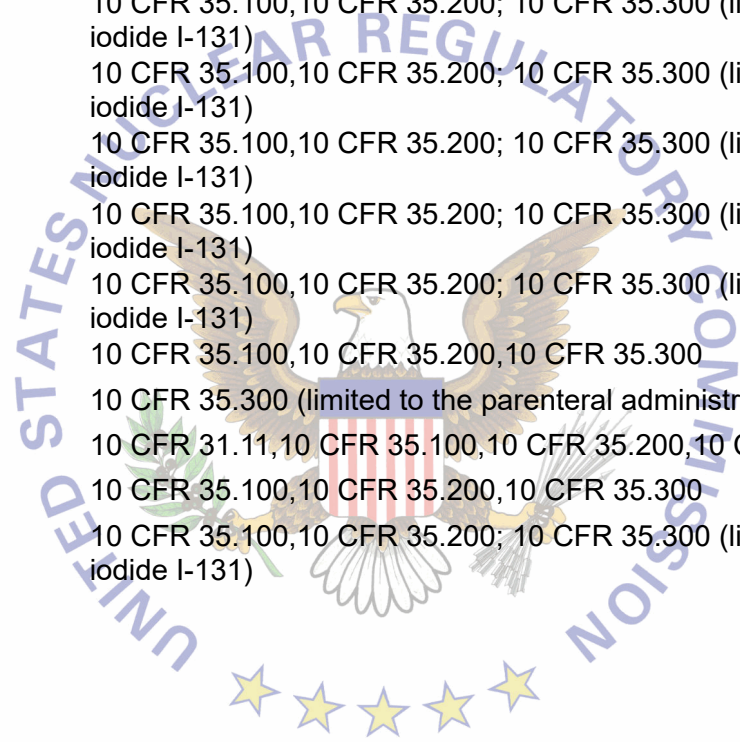 10 CFR 35.100,10 CFR 35.200; 10 CFR 35.300 (li
iodide I-131)
10 CFR 35.100,10 CFR 35.200; 10 CFR 35.300 (li
iodide I-131)
10 CFR 35.100,10 CFR 35.200; 10 CFR 35.300 (li
iodide I-131)
10 CFR 35.100,10 CFR 35.200; 10 CFR 35.300 (li
iodide I-131)
10 CFR 35.100,10 CFR 35.200; 10 CFR 35.300 (li
iodide I-131)
10 CFR 35.100,10 CFR 35.200,10 CFR 35.300
10 CFR 35.300 (limited to the parenteral administr
10 CFR 31.11,10 CFR 35.100,10 CFR 35.200,10 C
10 CFR 35.100,10 CFR 35.200,10 CFR 35.300
10 CFR 35.100,10 CFR 35.200; 10 CFR 35.300 (li
iodide I-131)
UNITED STATES NUCLEAR REGULATORY COMMISSION